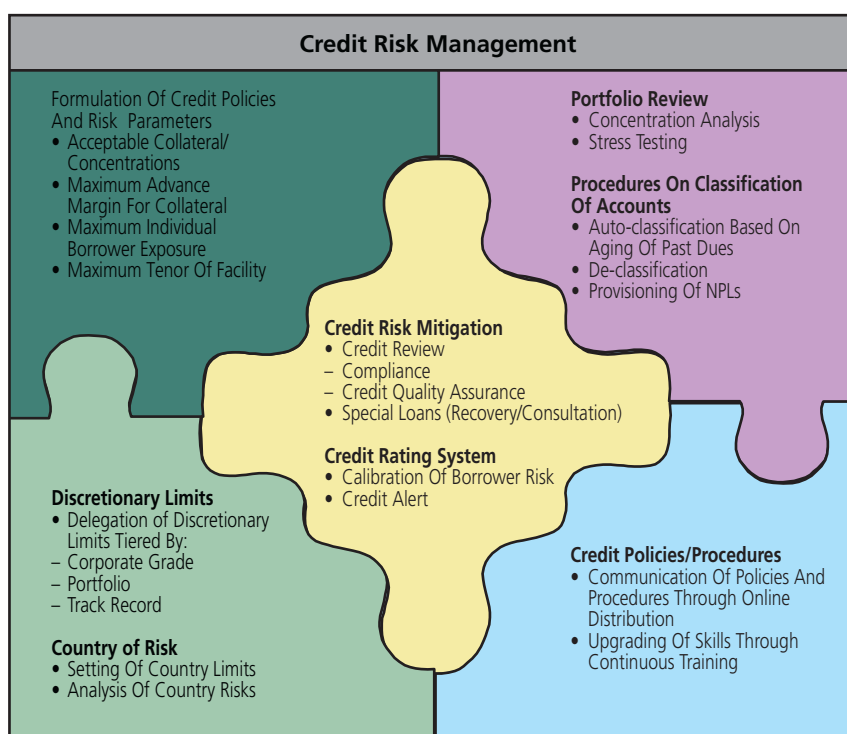 Credit Risk Management
Formulation Of Credit Policies
And Risk Parameters
• Acceptable Collateral/
Concentrations
• Maximum Advance
Margin For Collateral
• Maximum Individual
Borrower Exposure
• Maximum Tenor Of Facility
Portfolio Review
• Concentration Analysis
• Stress Testing
Procedures On Classification
Of Accounts
• Auto-classification Based On
Aging Of Past Dues
• De-classification
• Provisioning Of NPLs
Credit Risk Mitigation
• Credit Review
– Compliance
– Credit Quality Assurance
• Special Loans (Recovery/Consultation)
Credit Rating System
• Calibration Of Borrower Risk
• Credit Alert
Discretionary Limits
• Delegation of Discretionary
Limits Tiered By:
– Corporate Grade
– Portfolio
– Track Record
Country of Risk
• Setting Of Country Limits
• Analysis Of Country Risks
Credit Policies/Procedures
• Communication Of Policies And
Procedures Through Online
Distribution
• Upgrading Of Skills Through
Continuous Training